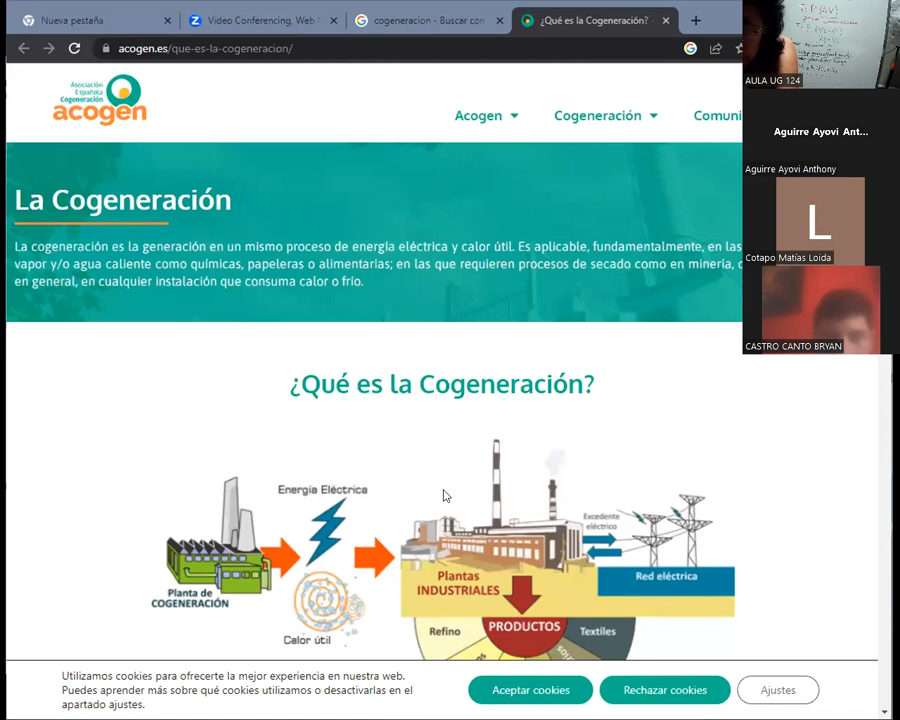 Nueva pestaña
Video Conferencing, Web
cogeneracion - Buscar con
¿Qué es la Cogeneración? -
acogen.es/que-es-la-cogeneracion/
AULA UG 124
Asociación
Española
Cogeneración
acogen
Acogen
Cogeneración
Comuni
Aguirre Ayovi Ant...
Aguirre Ayovi Anthony
La Cogeneración
L
La cogeneración es la generación en un mismo proceso de energía eléctrica y calor útil. Es aplicable, fundamentalmente, en las
vapor y/o agua caliente como químicas, papeleras o alimentarias; en las que requieren procesos de secado como en minería,
en general, en cualquier instalación que consuma calor o frío.
Cotapo Matías Loida
CASTRO CANTO BRYAN
¿Qué es la Cogeneración?
Energía Eléctrica
Excedente
eléctrico
Planta de
COGENERACIÓN
Plantas
INDUSTRIALES
Red eléctrica
Calor útil
Refino
PRODUCTOS
Textiles
Utilizamos cookies para ofrecerte la mejor experiencia en nuestra web.
Puedes aprender más sobre qué cookies utilizamos o desactivarlas en el
apartado ajustes.
Aceptar cookies
Rechazar cookies
Ajustes